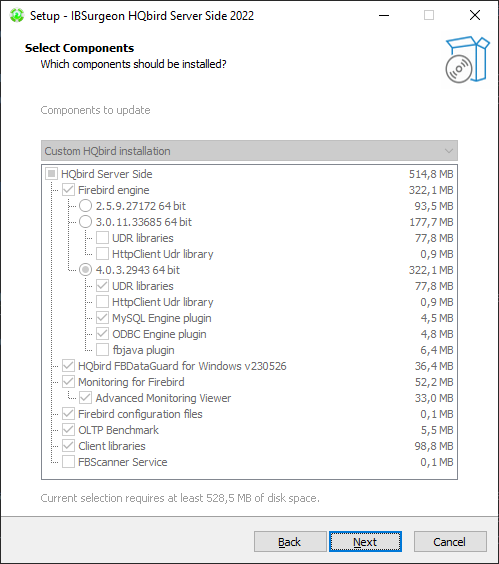 Setup - IBSurgeon HQbird Server Side 2022
Select Components
Which components should be installed?
Components to update
Custom HQbird installation
HQbird Server Side 514,8 MB
Firebird engine 322,1 MB
2.5.9.27172 64 bit 93,5 MB
3.0.11.33685 64 bit 177,7 MB
UDR libraries 77,8 MB
HttpClient Udr library 0,9 MB
4.0.3.2943 64 bit 322,1 MB
UDR libraries 77,8 MB
HttpClient Udr library 0,9 MB
MySQL Engine plugin 4,5 MB
ODBC Engine plugin 4,8 MB
fbjava plugin 6,4 MB
HQbird FBDataGuard for Windows v230526 36,4 MB
Monitoring for Firebird 52,2 MB
Advanced Monitoring Viewer 33,0 MB
Firebird configuration files 0,1 MB
OLTP Benchmark 5,5 MB
Client libraries 98,8 MB
FBScanner Service 0,1 MB
Current selection requires at least 528,5 MB of disk space.
Back Next Cancel